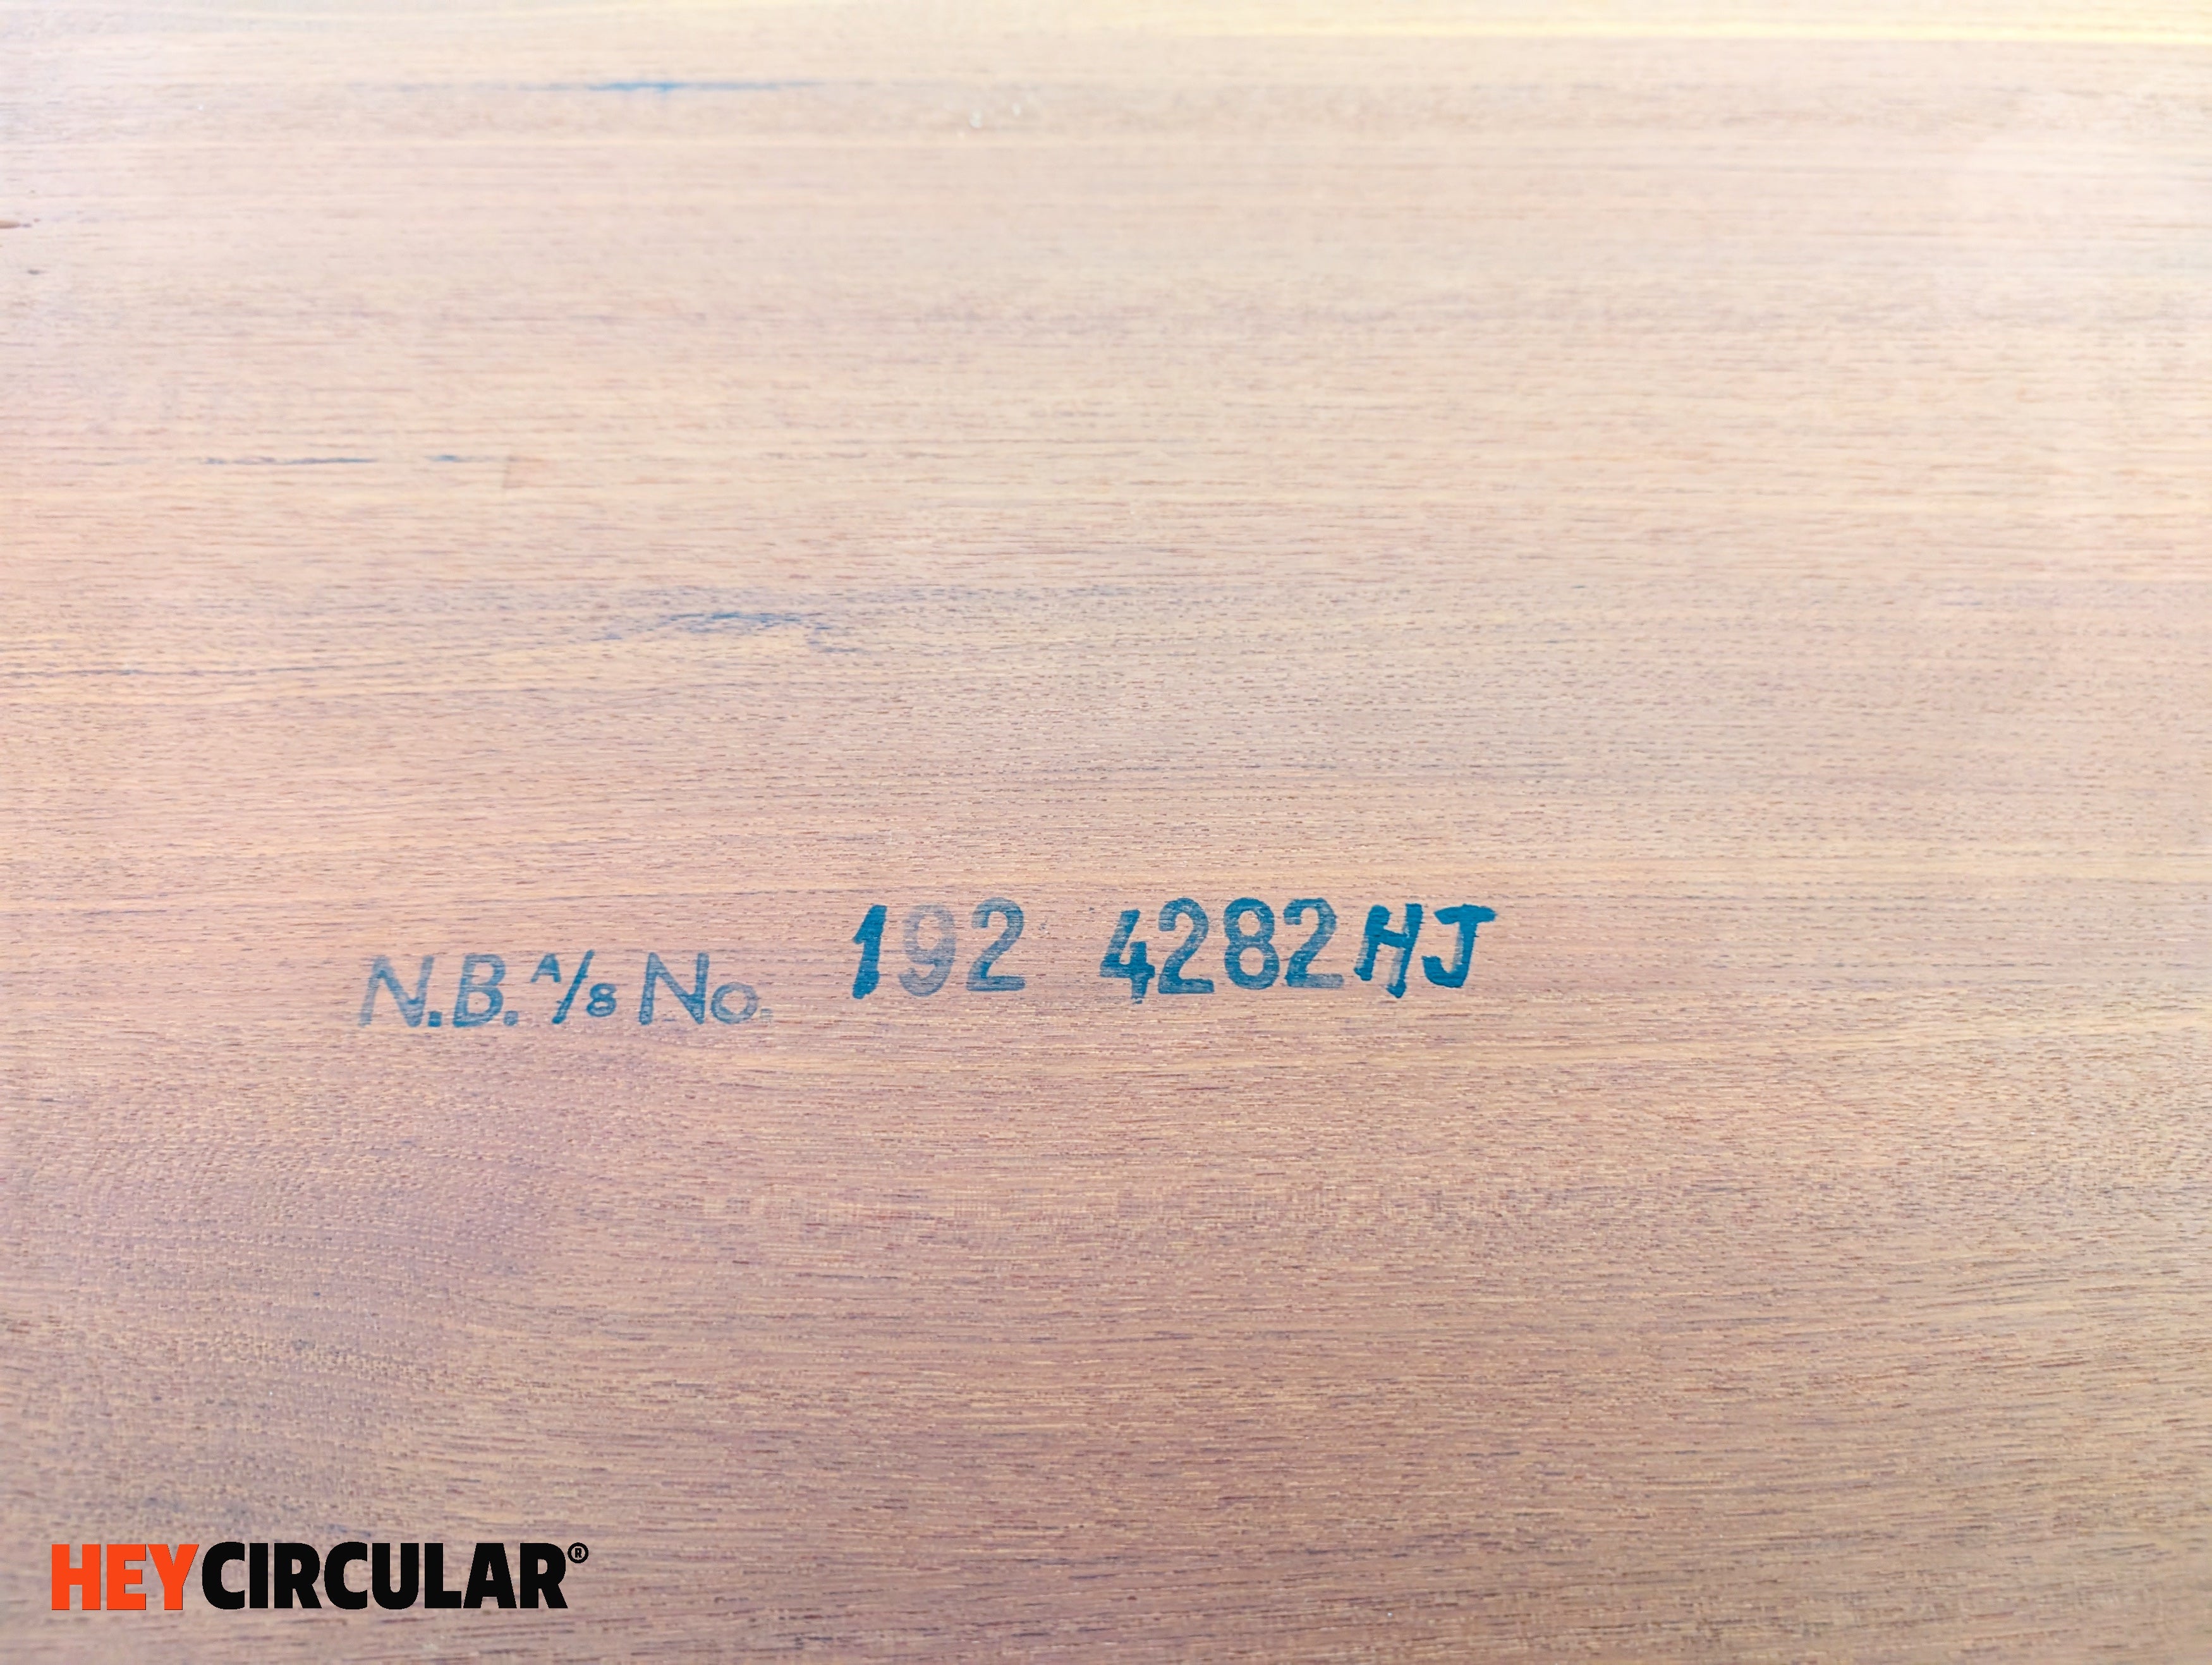 N.B. A/S No. 192 4282HJ
HEYCIRCULAR®